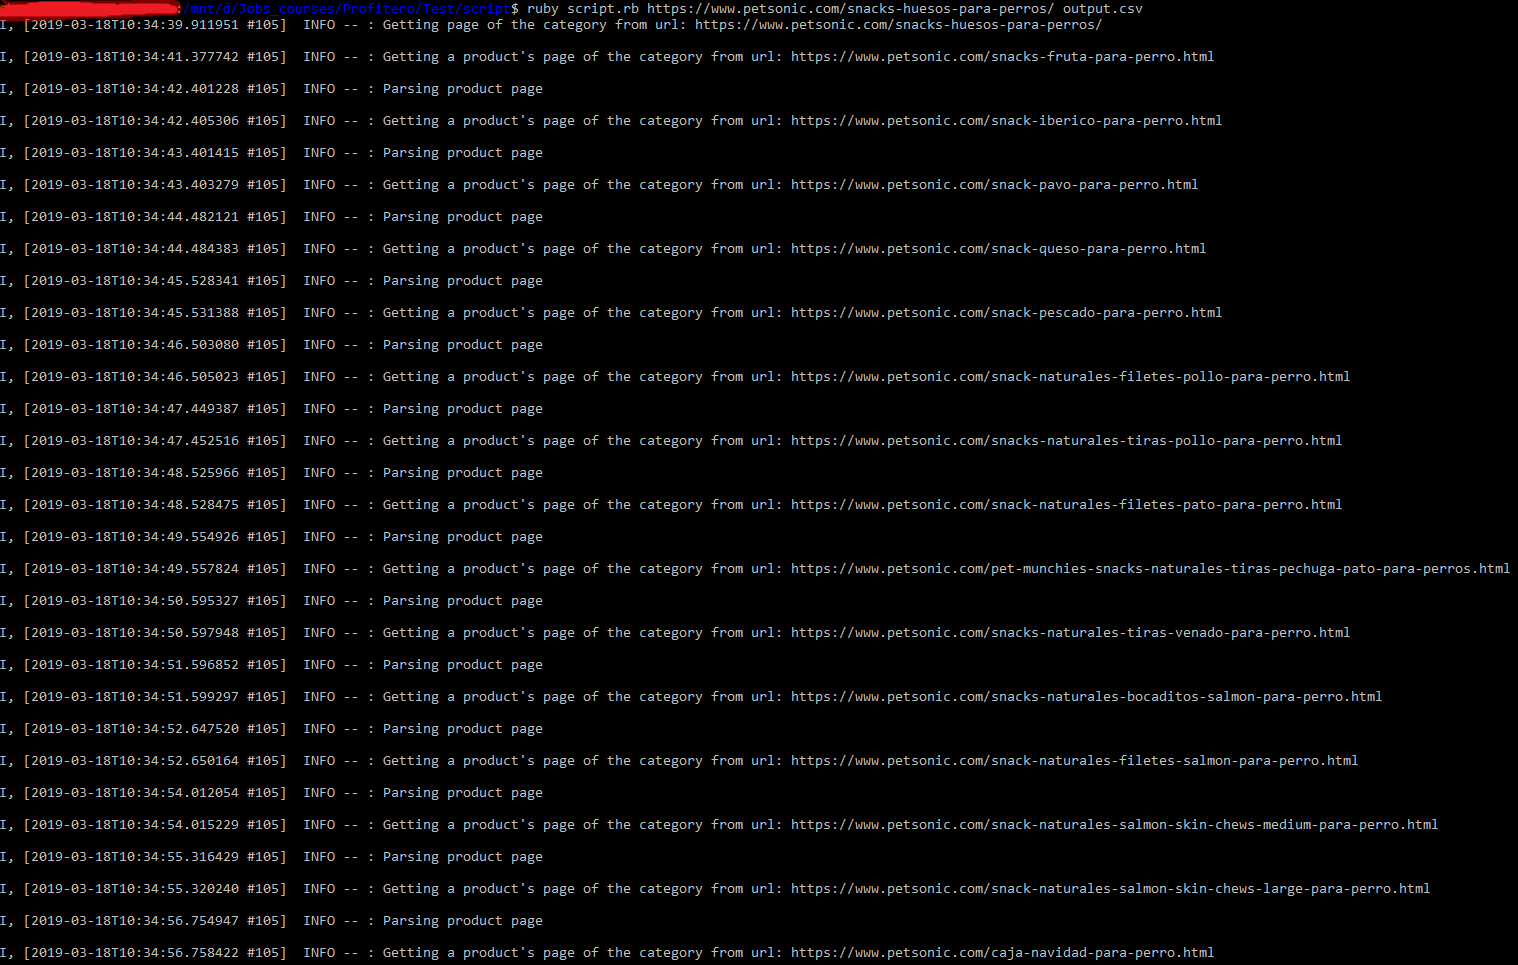 :/mnt/d/Jobs_courses/Profitero/Test/script$ ruby script.rb https://www.petsonic.com/snacks-huesos-para-perros/ output.csv
I, [2019-03-18T10:34:39.911951 #105]  INFO -- : Getting page of the category from url: https://www.petsonic.com/snacks-huesos-para-perros/
I, [2019-03-18T10:34:41.377742 #105]  INFO -- : Getting a product's page of the category from url: https://www.petsonic.com/snacks-fruta-para-perro.html
I, [2019-03-18T10:34:42.401228 #105]  INFO -- : Parsing product page
I, [2019-03-18T10:34:42.405306 #105]  INFO -- : Getting a product's page of the category from url: https://www.petsonic.com/snack-iberico-para-perro.html
I, [2019-03-18T10:34:43.401415 #105]  INFO -- : Parsing product page
I, [2019-03-18T10:34:43.403279 #105]  INFO -- : Getting a product's page of the category from url: https://www.petsonic.com/snack-pavo-para-perro.html
I, [2019-03-18T10:34:44.482121 #105]  INFO -- : Parsing product page
I, [2019-03-18T10:34:44.484383 #105]  INFO -- : Getting a product's page of the category from url: https://www.petsonic.com/snack-queso-para-perro.html
I, [2019-03-18T10:34:45.528341 #105]  INFO -- : Parsing product page
I, [2019-03-18T10:34:45.531388 #105]  INFO -- : Getting a product's page of the category from url: https://www.petsonic.com/snack-pescado-para-perro.html
I, [2019-03-18T10:34:46.503080 #105]  INFO -- : Parsing product page
I, [2019-03-18T10:34:46.505023 #105]  INFO -- : Getting a product's page of the category from url: https://www.petsonic.com/snack-naturales-filetes-pollo-para-perro.html
I, [2019-03-18T10:34:47.449387 #105]  INFO -- : Parsing product page
I, [2019-03-18T10:34:47.452516 #105]  INFO -- : Getting a product's page of the category from url: https://www.petsonic.com/snacks-naturales-tiras-pollo-para-perro.html
I, [2019-03-18T10:34:48.525966 #105]  INFO -- : Parsing product page
I, [2019-03-18T10:34:48.528475 #105]  INFO -- : Getting a product's page of the category from url: https://www.petsonic.com/snack-naturales-filetes-pato-para-perro.html
I, [2019-03-18T10:34:49.554926 #105]  INFO -- : Parsing product page
I, [2019-03-18T10:34:49.557824 #105]  INFO -- : Getting a product's page of the category from url: https://www.petsonic.com/pet-munchies-snacks-naturales-tiras-pechuga-pato-para-perros.html
I, [2019-03-18T10:34:50.595327 #105]  INFO -- : Parsing product page
I, [2019-03-18T10:34:50.597948 #105]  INFO -- : Getting a product's page of the category from url: https://www.petsonic.com/snacks-naturales-tiras-venado-para-perro.html
I, [2019-03-18T10:34:51.596852 #105]  INFO -- : Parsing product page
I, [2019-03-18T10:34:51.599297 #105]  INFO -- : Getting a product's page of the category from url: https://www.petsonic.com/snacks-naturales-bocaditos-salmon-para-perro.html
I, [2019-03-18T10:34:52.647520 #105]  INFO -- : Parsing product page
I, [2019-03-18T10:34:52.650164 #105]  INFO -- : Getting a product's page of the category from url: https://www.petsonic.com/snack-naturales-filetes-salmon-para-perro.html
I, [2019-03-18T10:34:54.012054 #105]  INFO -- : Parsing product page
I, [2019-03-18T10:34:54.015229 #105]  INFO -- : Getting a product's page of the category from url: https://www.petsonic.com/snack-naturales-salmon-skin-chews-medium-para-perro.html
I, [2019-03-18T10:34:55.316429 #105]  INFO -- : Parsing product page
I, [2019-03-18T10:34:55.320240 #105]  INFO -- : Getting a product's page of the category from url: https://www.petsonic.com/snack-naturales-salmon-skin-chews-large-para-perro.html
I, [2019-03-18T10:34:56.754947 #105]  INFO -- : Parsing product page
I, [2019-03-18T10:34:56.758422 #105]  INFO -- : Getting a product's page of the category from url: https://www.petsonic.com/caja-navidad-para-perro.html